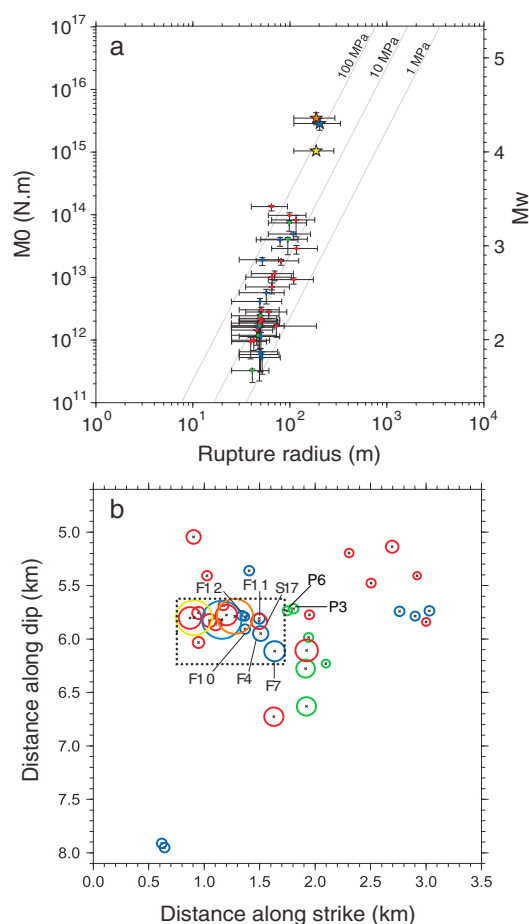 a
10^17
10^16
10^15
10^14
10^13
10^12
10^11
M0 (N.m)
100 MPa
10 MPa
1 MPa
5
4
3
2
Mw
10^0 10^1 10^2 10^3 10^4
Rupture radius (m)
b
5.0
5.5
6.0
6.5
7.0
7.5
8.0
Distance along dip (km)
F12 F11 S17 P6
P3
F10 F4 F7
0.0 0.5 1.0 1.5 2.0 2.5 3.0 3.5
Distance along strike (km)